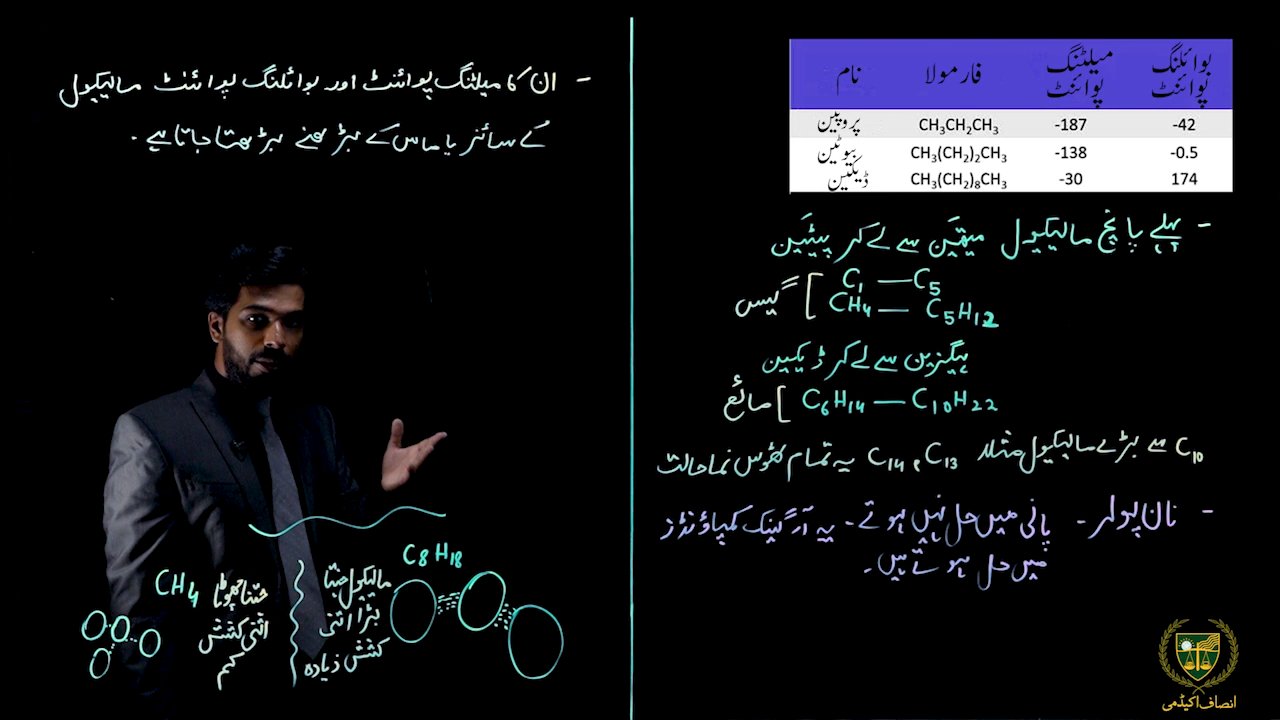 - ان کا میلٹنگ پوائنٹ اور بوائلنگ پوائنٹ مالیکیول
کے سائز یا ماس کے بڑھنے بڑھتا جاتا ہے۔
CH4 جتنا چھوٹا
اتنی کشش
کم
C8H18
مالیکیول جتنا
بڑا اتنی
کشش زیادہ
نام فارمولا میلٹنگ پوائنٹ بوائلنگ پوائنٹ
پروپین CH₃CH₂CH₃ -187 -42
بیوٹین CH₃(CH₂)₂CH₃ -138 -0.5
ڈیکین CH₃(CH₂)₈CH₃ -30 174
- پہلے پانچ مالیکیول میتھین سے لے کر پینٹین
C1 — C5
CH4 — C5H12 ] گیس
ہیگزین سے لے کر ڈیکین
C6H14 — C10H22 ] مائع
C10 سے بڑے مالیکیول مثلاً C13 , C14 یہ تمام ٹھوس نما حالت
- نان پولر۔ پانی میں حل نہیں ہوتے۔ یہ آرگینک کمپاؤنڈز
میں حل ہوتے ہیں۔
انصاف اکیڈمی